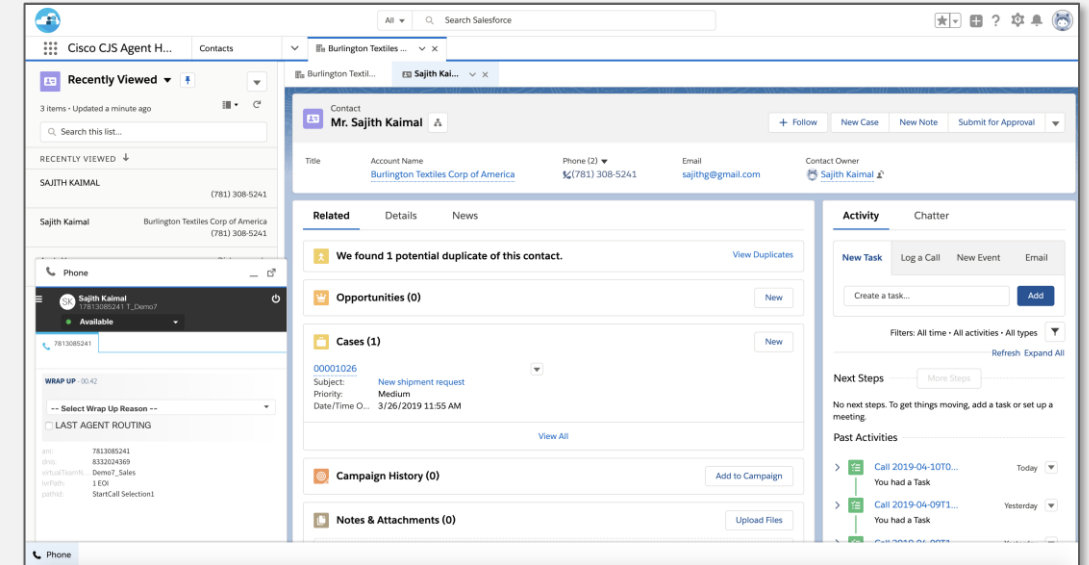 All
Search Salesforce
Cisco CJS Agent H...
Contacts
Burlington Textiles ...
Burlington Textil...
Sajith Kai...
Recently Viewed
3 items • Updated a minute ago
Search this list...
RECENTLY VIEWED
SAJITH KAIMAL
(781) 308-5241
Sajith Kaimal
Burlington Textiles Corp of America
(781) 308-5241
Contact
Mr. Sajith Kaimal
+ Follow
New Case
New Note
Submit for Approval
Title
Account Name
Phone (2)
Email
Contact Owner
Burlington Textiles Corp of America
(781) 308-5241
sajithg@gmail.com
Sajith Kaimal
Related
Details
News
We found 1 potential duplicate of this contact.
View Duplicates
Opportunities (0)
New
Cases (1)
New
00001026
Subject:
New shipment request
Priority:
Medium
Date/Time O...
3/26/2019 11:55 AM
View All
Campaign History (0)
Add to Campaign
Notes & Attachments (0)
Upload Files
Activity
Chatter
New Task
Log a Call
New Event
Email
Create a task...
Add
Filters: All time • All activities • All types
Refresh Expand All
Next Steps
More Steps
No next steps. To get things moving, add a task or set up a
meeting.
Past Activities
Call 2019-04-10T0...
Today
You had a Task
Call 2019-04-09T1...
Yesterday
You had a Task
Phone
SK
Sajith Kaimal
17813085241 T_Demo7
Available
7813085241
WRAP UP - 00:42
-- Select Wrap Up Reason --
LAST AGENT ROUTING
ani:
7813085241
dnis:
8332024369
virtualTeamN...
Demo7_Sales
1 EOI
pathId:
StartCall Selection1
Phone